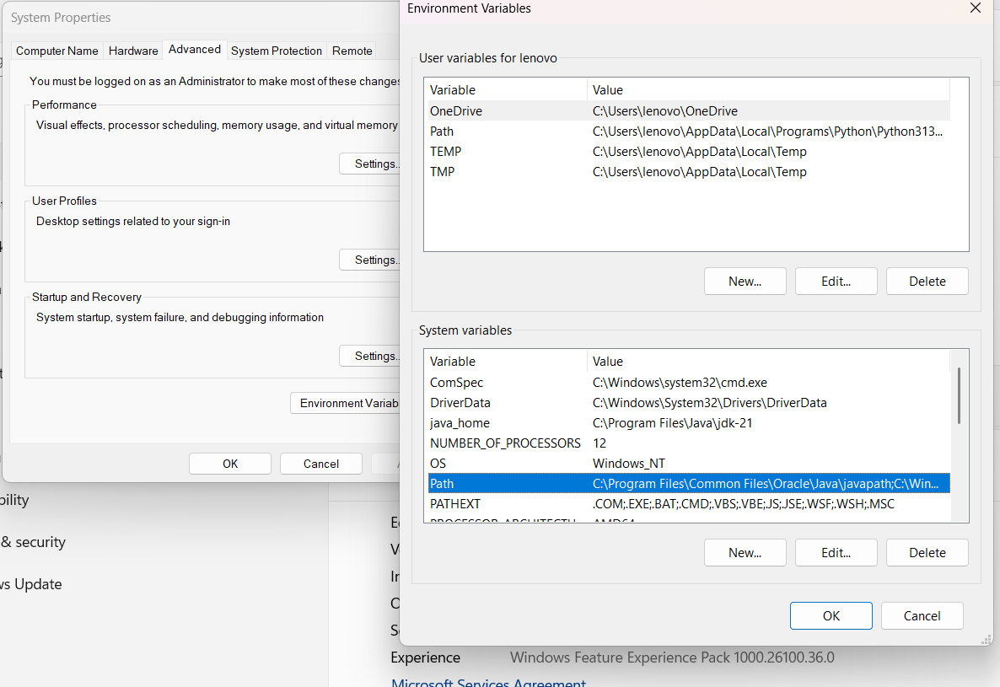 System Properties
Computer Name Hardware Advanced System Protection Remote
You must be logged on as an Administrator to make most of these changes
Performance
Visual effects, processor scheduling, memory usage, and virtual memory
Settings..
User Profiles
Desktop settings related to your sign-in
Settings..
Startup and Recovery
System startup, system failure, and debugging information
Settings..
Environment Variab
OK Cancel
Environment Variables
User variables for lenovo
Variable Value
OneDrive C:\Users\lenovo\OneDrive
Path C:\Users\lenovo\AppData\Local\Programs\Python\Python313...
TEMP C:\Users\lenovo\AppData\Local\Temp
TMP C:\Users\lenovo\AppData\Local\Temp
New... Edit... Delete
System variables
Variable Value
ComSpec C:\Windows\system32\cmd.exe
DriverData C:\Windows\System32\Drivers\DriverData
java_home C:\Program Files\Java\jdk-21
NUMBER_OF_PROCESSORS 12
OS Windows_NT
Path C:\Program Files\Common Files\Oracle\Java\javapath;C:\Win...
PATHEXT .COM;.EXE;.BAT;.CMD;.VBS;.VBE;.JS;.JSE;.WSF;.WSH;.MSC
PROCESSOR_ARCHITECTU AMD64
New... Edit... Delete
OK Cancel
bility
& security
ws Update
Experience Windows Feature Experience Pack 1000.26100.36.0
Microsoft Services Agreement